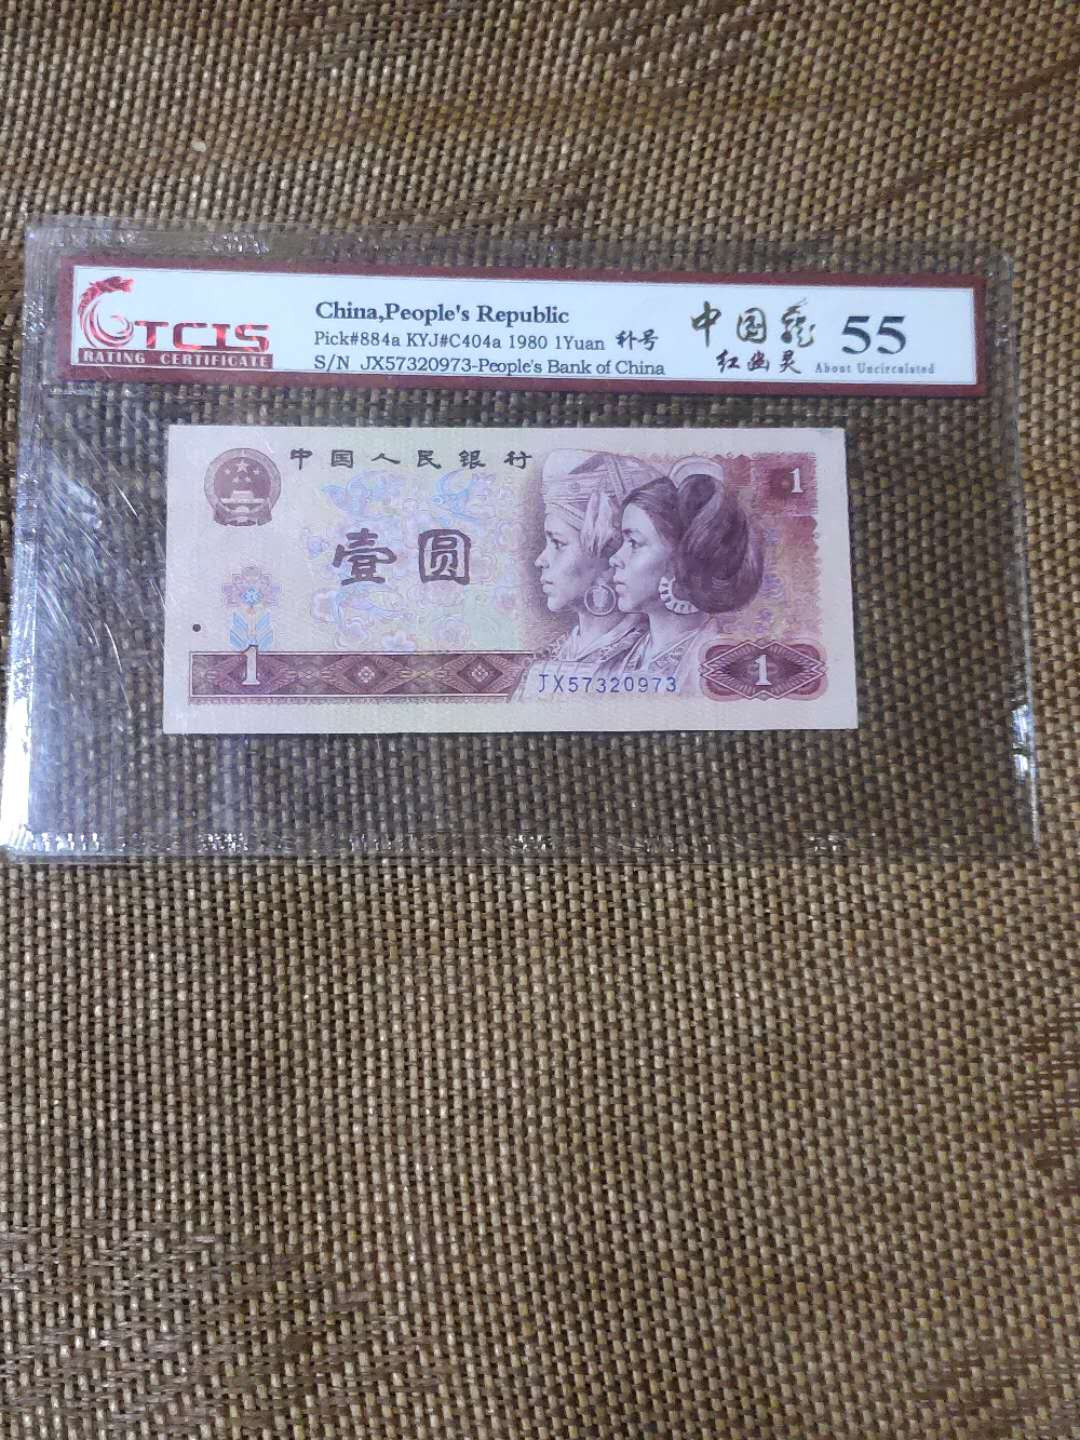 TCIS
RATING CERTIFICATE
China,People's Republic
Pick#884a KYJ#C404a 1980 1Yuan 补号
S/N JX57320973-People's Bank of China
中国龍
红幽灵
55
About Uncirculated
中国人民银行
1
壹圆
1
JX57320973
1